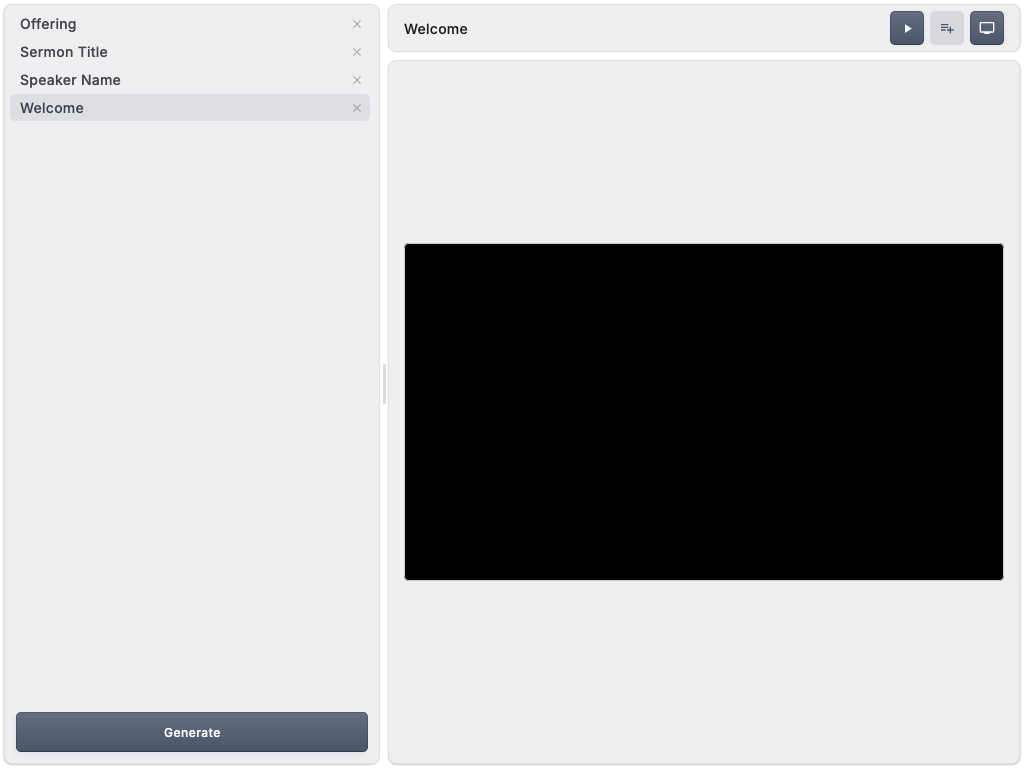 Offering
Sermon Title
Speaker Name
Welcome
Generate
Welcome